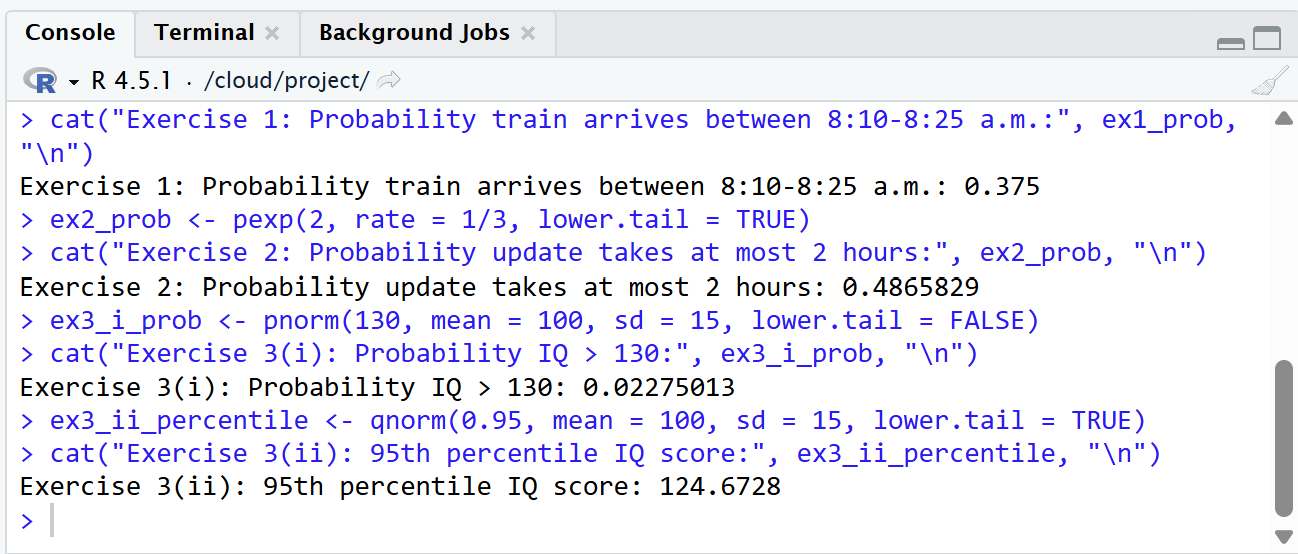 Console Terminal Background Jobs
R 4.5.1 · /cloud/project/
> cat("Exercise 1: Probability train arrives between 8:10-8:25 a.m.:", ex1_prob,
"\n")
Exercise 1: Probability train arrives between 8:10-8:25 a.m.: 0.375
> ex2_prob <- pexp(2, rate = 1/3, lower.tail = TRUE)
> cat("Exercise 2: Probability update takes at most 2 hours:", ex2_prob, "\n")
Exercise 2: Probability update takes at most 2 hours: 0.4865829
> ex3_i_prob <- pnorm(130, mean = 100, sd = 15, lower.tail = FALSE)
> cat("Exercise 3(i): Probability IQ > 130:", ex3_i_prob, "\n")
Exercise 3(i): Probability IQ > 130: 0.02275013
> ex3_ii_percentile <- qnorm(0.95, mean = 100, sd = 15, lower.tail = TRUE)
> cat("Exercise 3(ii): 95th percentile IQ score:", ex3_ii_percentile, "\n")
Exercise 3(ii): 95th percentile IQ score: 124.6728
>